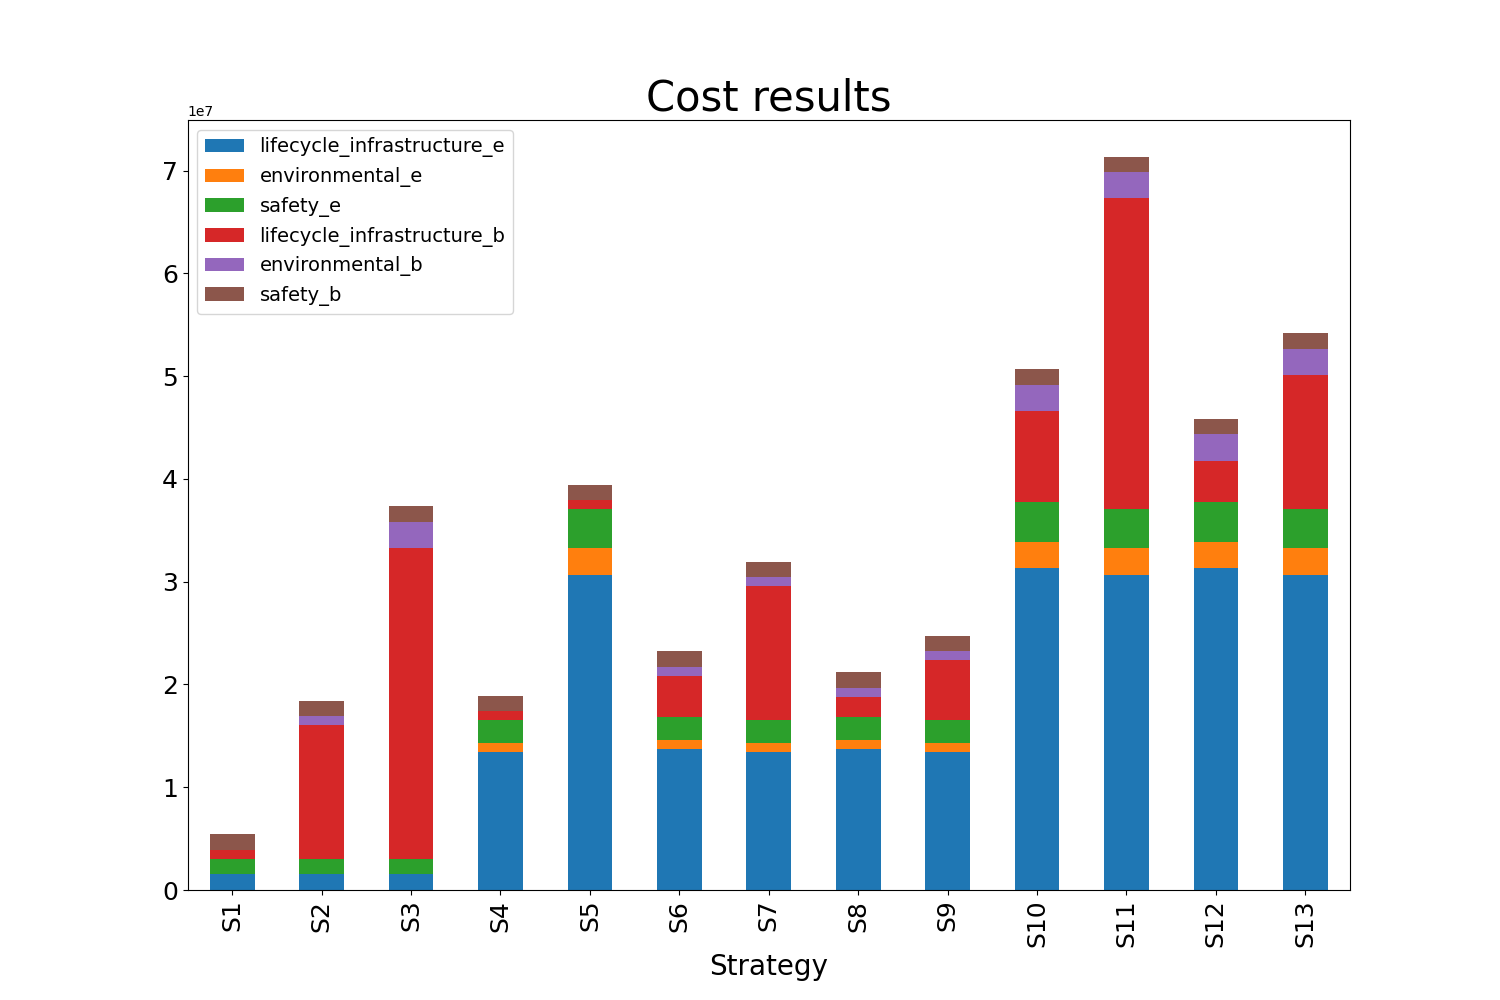 Cost results
1e7
lifecycle_infrastructure_e
environmental_e
safety_e
lifecycle_infrastructure_b
environmental_b
safety_b
7
6
5
4
3
2
1
0
S1 S2 S3 S4 S5 S6 S7 S8 S9 S10 S11 S12 S13
Strategy